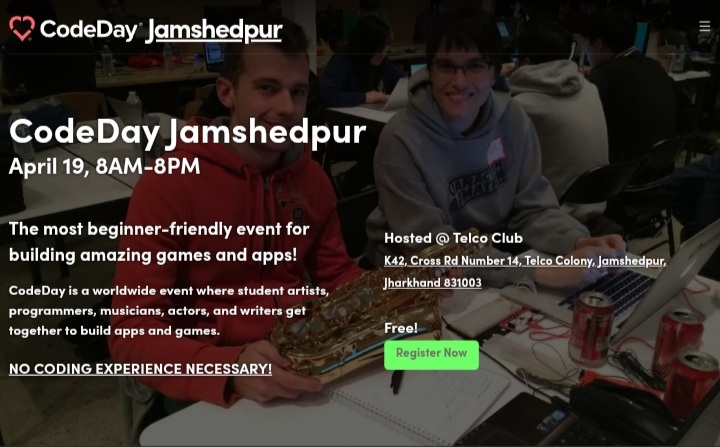 CodeDay Jamshedpur
CodeDay Jamshedpur
April 19, 8AM-8PM
The most beginner-friendly event for
building amazing games and apps!
CodeDay is a worldwide event where student artists,
programmers, musicians, actors, and writers get
together to build apps and games.
NO CODING EXPERIENCE NECESSARY!
Hosted @ Telco Club
K42, Cross Rd Number 14, Telco Colony, Jamshedpur,
Jharkhand 831003
Free!
Register Now